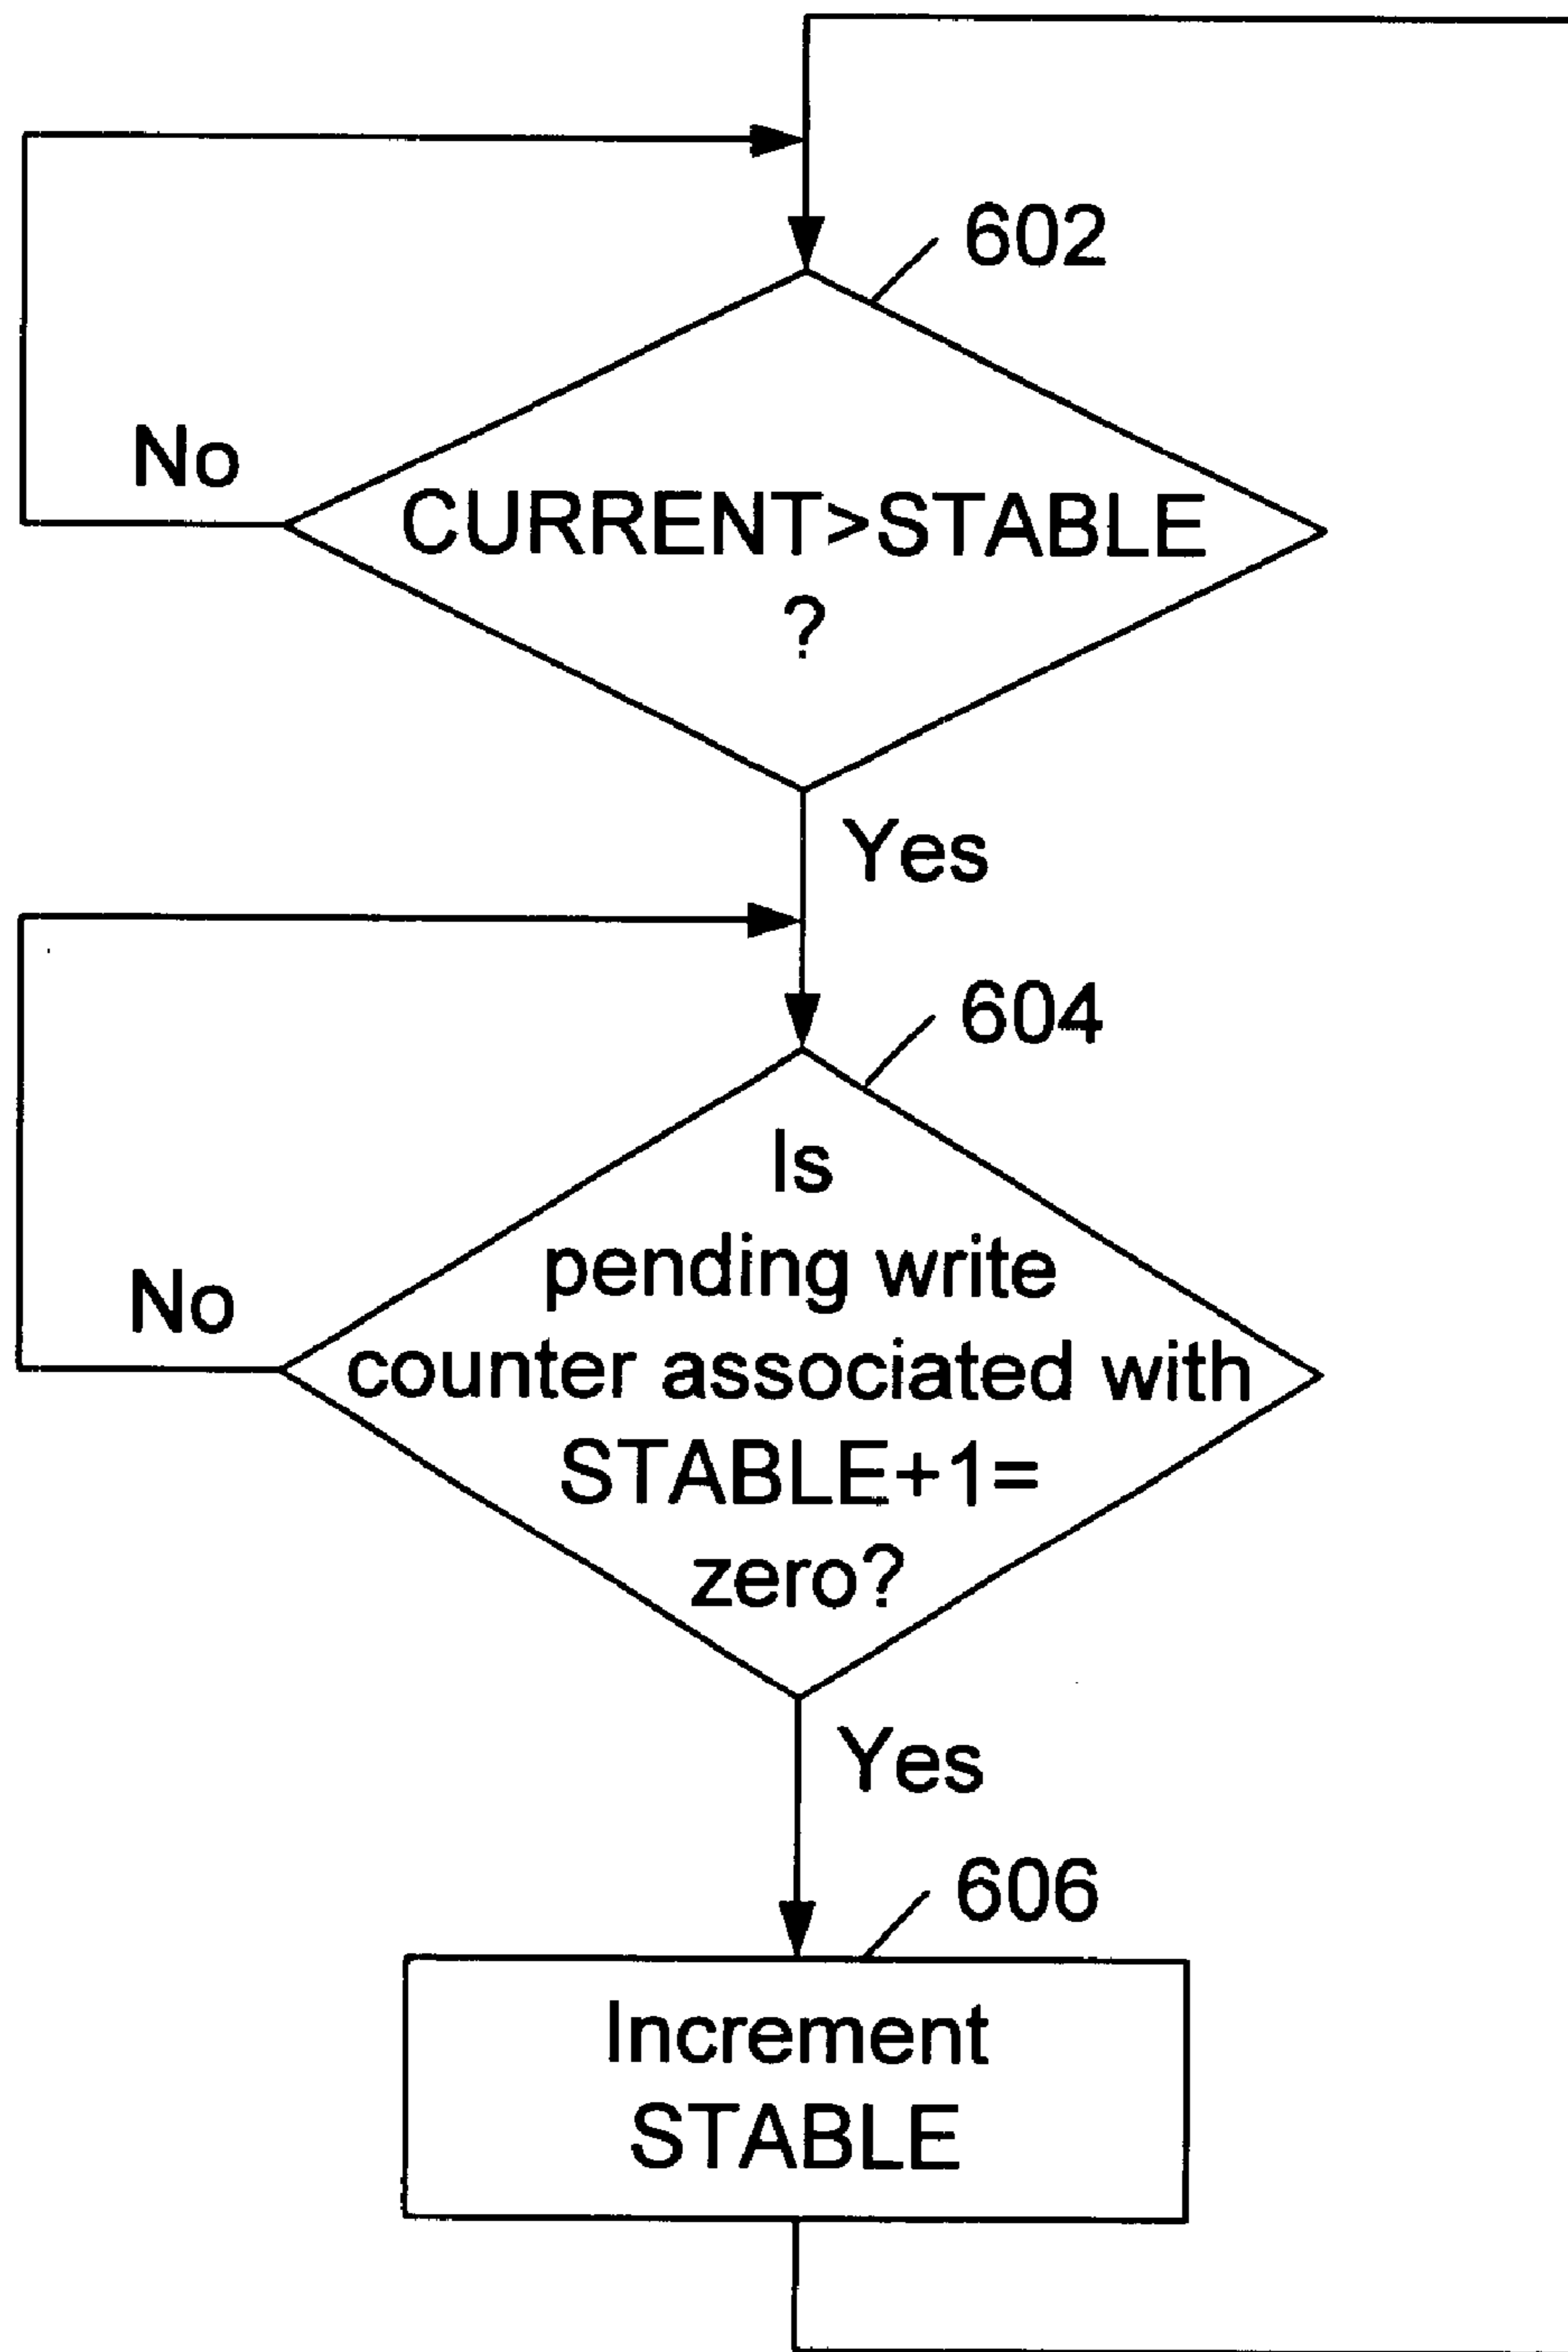 602
No
CURRENT>STABLE
?
Yes
604
Is
pending write
No
counter associated with
STABLE+1=
zero?
Yes
606
Increment
STABLE